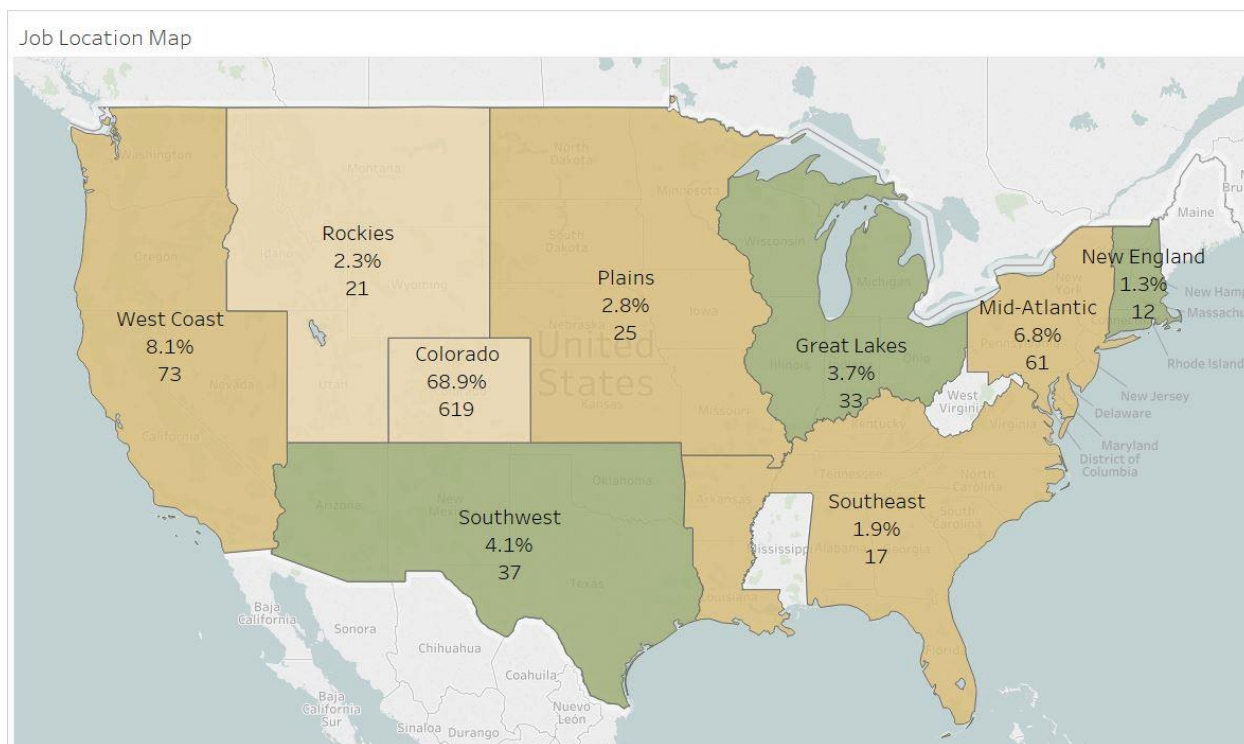 Job Location Map
Washington
Montana
North
Dakota
Minnesota
Oregon
Idaho
Wyoming
South
Dakota
Wisconsin
Michigan
Maine
Rockies
2.3%
21
Plains
2.8%
25
New England
1.3%
12
New York
New Hamp
Massachu
Connecticut
Rhode Island
West Coast
8.1%
73
Mid-Atlantic
6.8%
61
Pennsylvania
Great Lakes
3.7%
33
Iowa
Nebraska
Illinois
Ohio
Nevada
Utah
Colorado
68.9%
619
United
States
Kansas
Missouri
California
West
Virginia
Virginia
Kentucky
New Jersey
Delaware
Maryland
District of
Columbia
Tennessee
North
Carolina
Oklahoma
Arkansas
Arizona
New
Southwest
4.1%
37
Southeast
1.9%
17
South
Carolina
Mississippi
Alabama
Georgia
Texas
Louisiana
Florida
Baja
California
Sonora
Chihuahua
Coahuila
Baja
California
Sur
Nuevo
León
Sinaloa
Durango